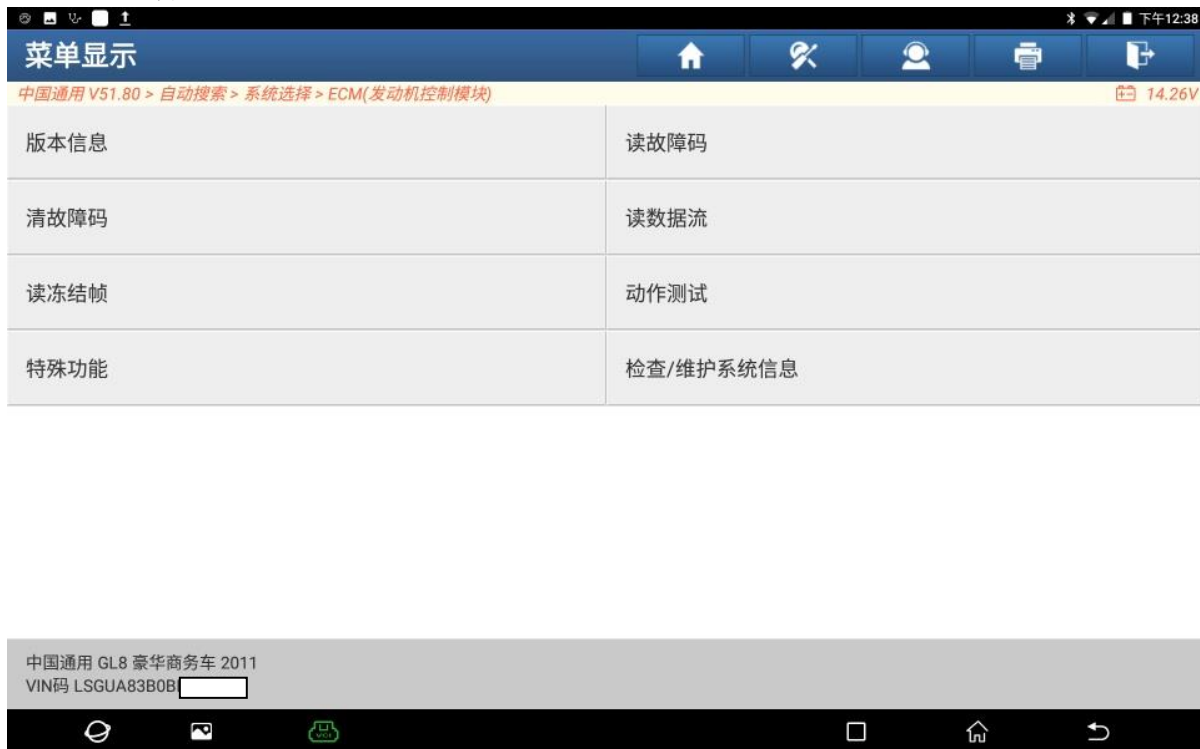 下午12:38
菜单显示
中国通用 V51.80 > 自动搜索 > 系统选择 > ECM(发动机控制模块)
14.26V
版本信息
读故障码
清故障码
读数据流
读冻结帧
动作测试
特殊功能
检查/维护系统信息
中国通用 GL8 豪华商务车 2011
VIN码 LSGUA83B0B